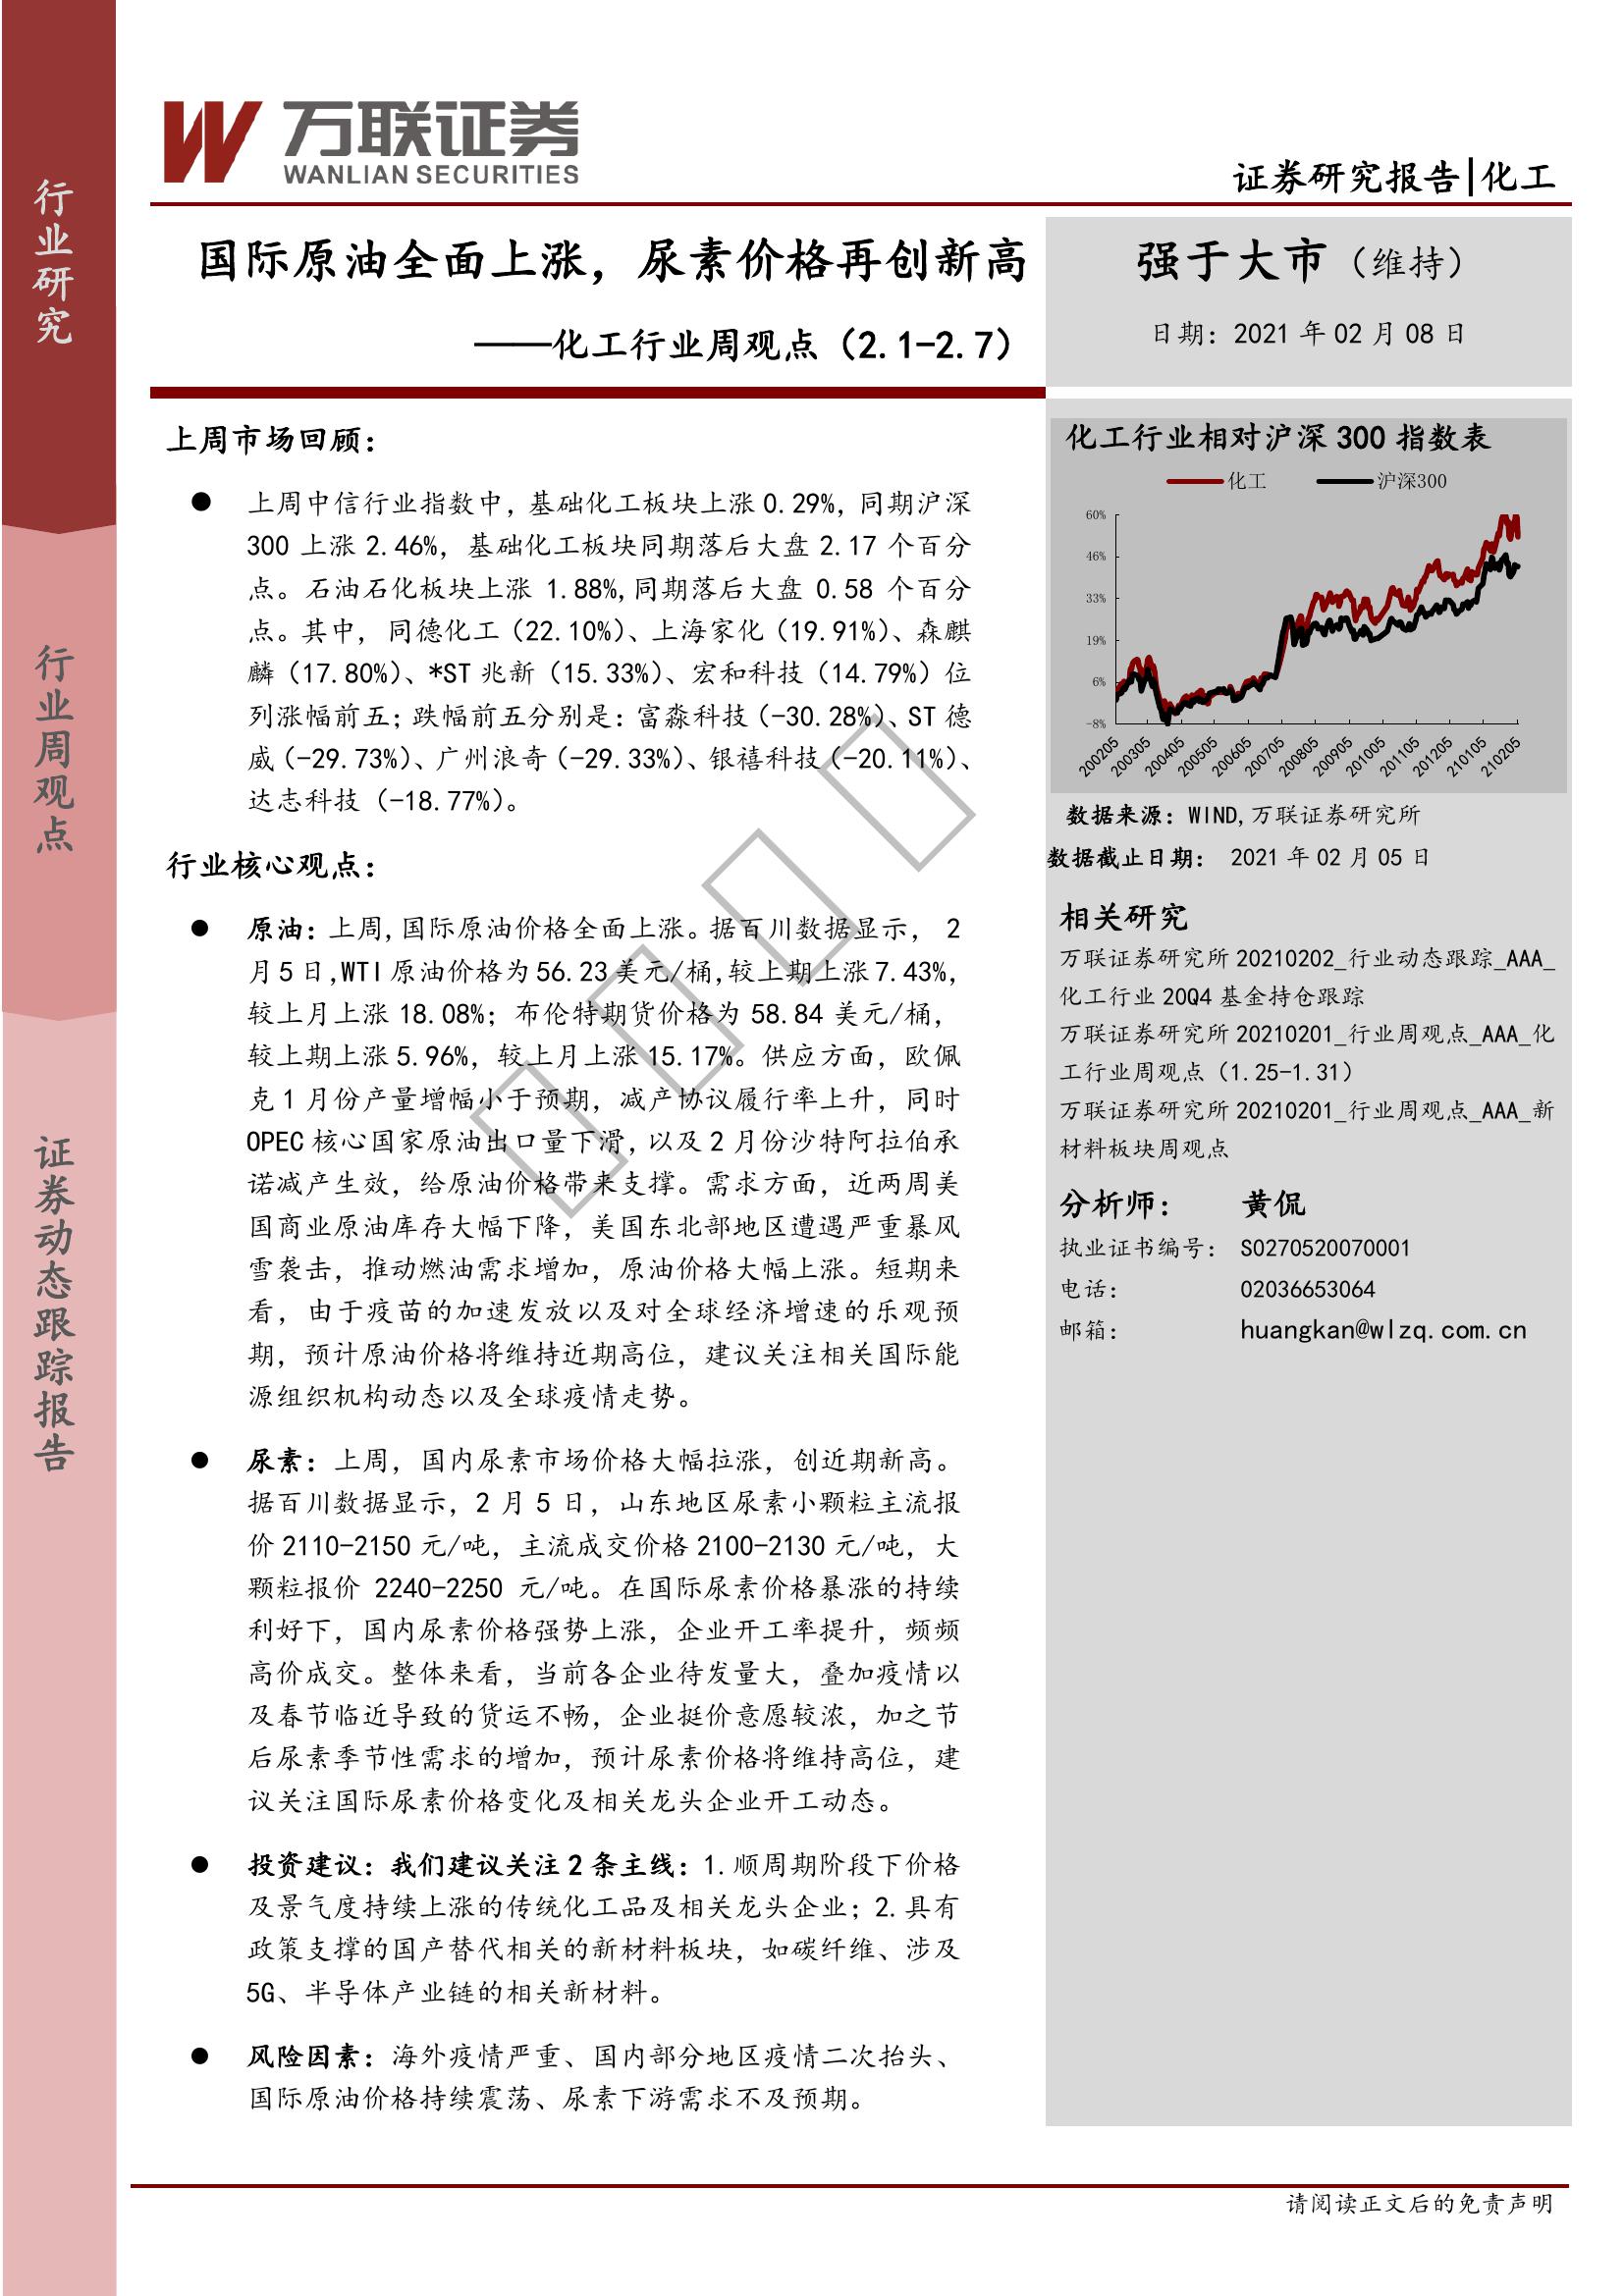 行业研究
行业周观点
证券动态跟踪报告
万联证券
WANLIAN SECURITIES
证券研究报告|化工
国际原油全面上涨，尿素价格再创新高
——化工行业周观点（2.1-2.7）
强于大市（维持）
日期：2021 年 02 月 08 日
上周市场回顾：
● 上周中信行业指数中，基础化工板块上涨 0.29%，同期沪深
300 上涨 2.46%，基础化工板块同期落后大盘 2.17 个百分
点。石油石化板块上涨 1.88%,同期落后大盘 0.58 个百分
点。其中，同德化工（22.10%）、上海家化（19.91%）、森麒
麟（17.80%）、*ST 兆新（15.33%）、宏和科技（14.79%）位
列涨幅前五；跌幅前五分别是：富淼科技（-30.28%）、ST 德
威（-29.73%）、广州浪奇（-29.33%）、银禧科技（-20.11%）、
达志科技（-18.77%）。
行业核心观点：
● 原油：上周，国际原油价格全面上涨。据百川数据显示， 2
月 5 日,WTI 原油价格为 56.23 美元/桶,较上期上涨 7.43%，
较上月上涨 18.08%；布伦特期货价格为 58.84 美元/桶，
较上期上涨 5.96%，较上月上涨 15.17%。供应方面，欧佩
克 1 月份产量增幅小于预期，减产协议履行率上升，同时
OPEC 核心国家原油出口量下滑，以及 2 月份沙特阿拉伯承
诺减产生效，给原油价格带来支撑。需求方面，近两周美
国商业原油库存大幅下降，美国东北部地区遭遇严重暴风
雪袭击，推动燃油需求增加，原油价格大幅上涨。短期来
看，由于疫苗的加速发放以及对全球经济增速的乐观预
期，预计原油价格将维持近期高位，建议关注相关国际能
源组织机构动态以及全球疫情走势。
● 尿素：上周，国内尿素市场价格大幅拉涨，创近期新高。
据百川数据显示，2 月 5 日，山东地区尿素小颗粒主流报
价 2110-2150 元/吨，主流成交价格 2100-2130 元/吨，大
颗粒报价 2240-2250 元/吨。在国际尿素价格暴涨的持续
利好下，国内尿素价格强势上涨，企业开工率提升，频频
高价成交。整体来看，当前各企业待发量大，叠加疫情以
及春节临近导致的货运不畅，企业挺价意愿较浓，加之节
后尿素季节性需求的增加，预计尿素价格将维持高位，建
议关注国际尿素价格变化及相关龙头企业开工动态。
● 投资建议：我们建议关注 2 条主线：1.顺周期阶段下价格
及景气度持续上涨的传统化工品及相关龙头企业；2.具有
政策支撑的国产替代相关的新材料板块，如碳纤维、涉及
5G、半导体产业链的相关新材料。
● 风险因素：海外疫情严重、国内部分地区疫情二次抬头、
国际原油价格持续震荡、尿素下游需求不及预期。
化工行业相对沪深 300 指数表
化工 沪深300
60%
46%
33%
19%
6%
-8%
200205 200305 200405 200505 200605 200705 200805 200905 201005 201105 201205 210105 210205
数据来源：WIND,万联证券研究所
数据截止日期： 2021 年 02 月 05 日
相关研究
万联证券研究所 20210202_行业动态跟踪_AAA_
化工行业 20Q4 基金持仓跟踪
万联证券研究所 20210201_行业周观点_AAA_化
工行业周观点（1.25-1.31）
万联证券研究所 20210201_行业周观点_AAA_新
材料板块周观点
分析师： 黄侃
执业证书编号： S0270520070001
电话： 02036653064
邮箱： huangkan@wlzq.com.cn
请阅读正文后的免责声明